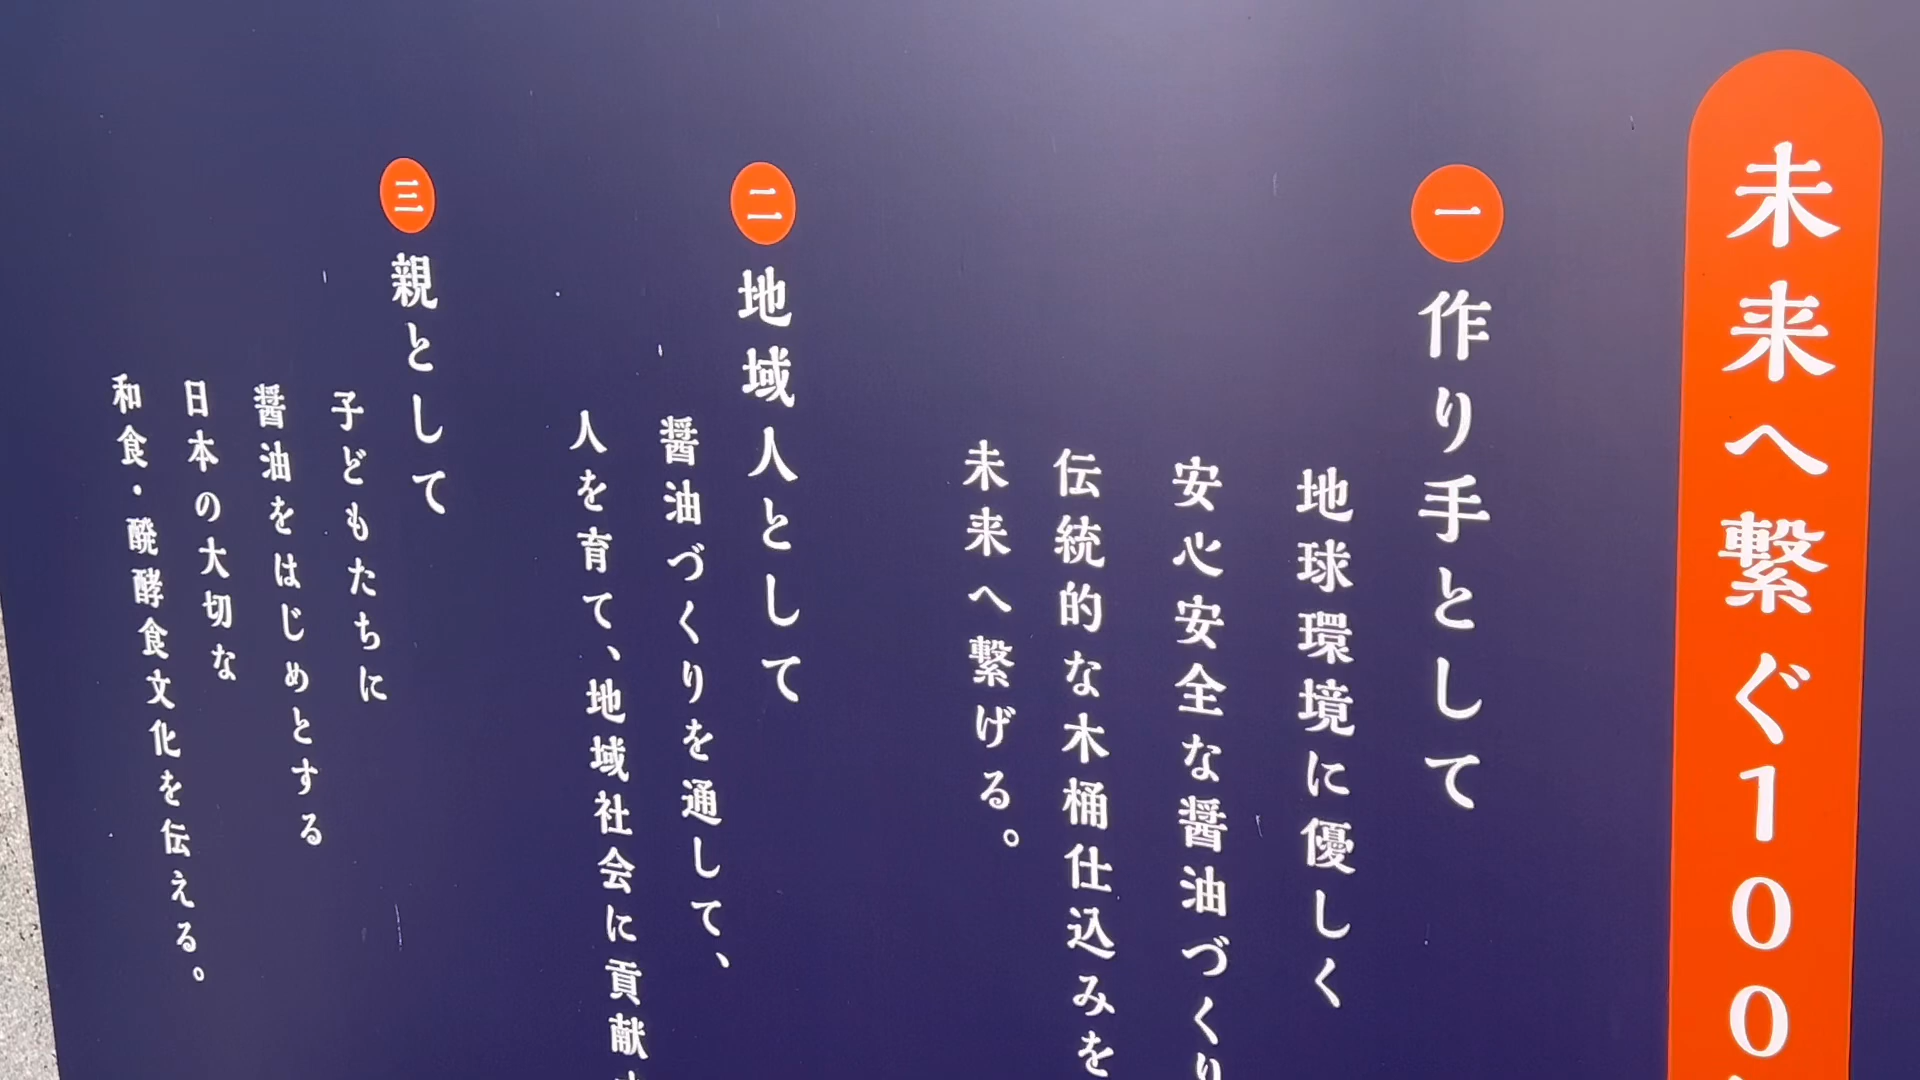 未来へ繋ぐ100
一 作り手として
地球環境に優しく
安心安全な醤油づくり
伝統的な木桶仕込みを
未来へ繋げる。
二 地域人として
醤油づくりを通して、
人を育て、地域社会に貢献
三 親として
子どもたちに
醤油をはじめとする
日本の大切な
和食・醗酵食文化を伝える。